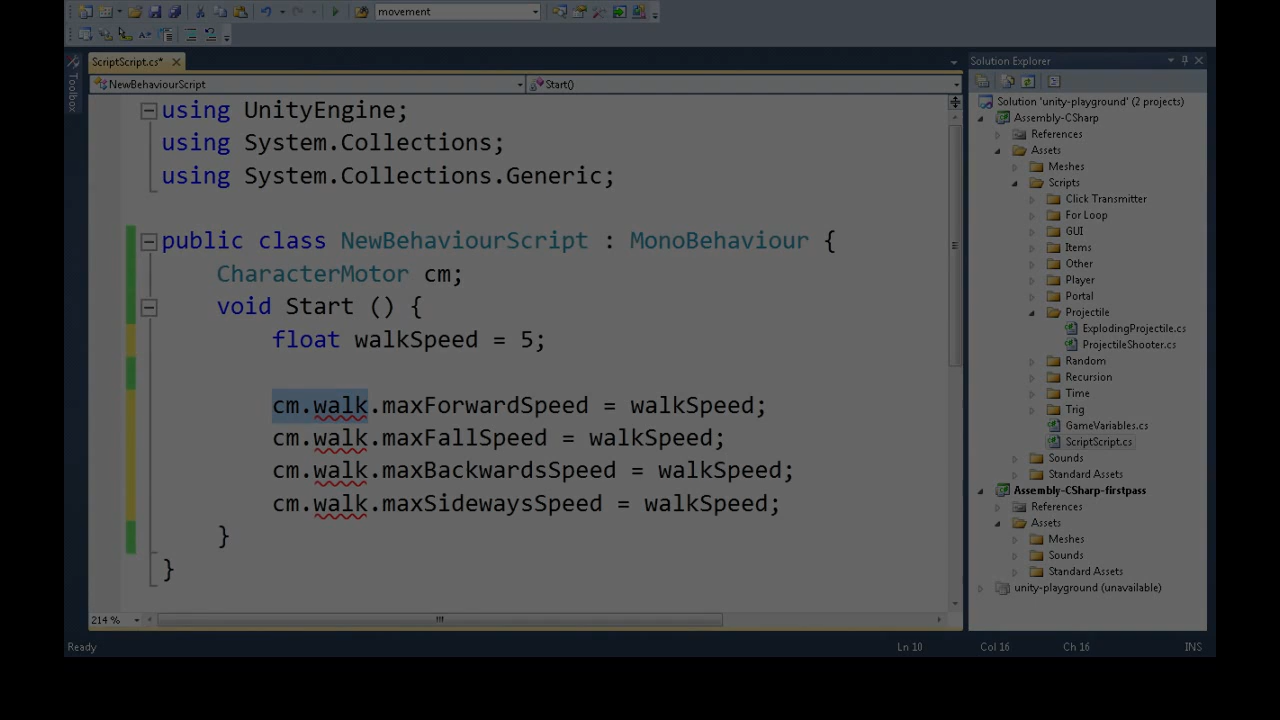 movement
ScriptScript.cs*
Solution Explorer
Toolbox
NewBehaviourScript
Start()
using UnityEngine;
using System.Collections;
using System.Collections.Generic;
public class NewBehaviourScript : MonoBehaviour {
CharacterMotor cm;
void Start () {
float walkSpeed = 5;
cm.walk.maxForwardSpeed = walkSpeed;
cm.walk.maxFallSpeed = walkSpeed;
cm.walk.maxBackwardsSpeed = walkSpeed;
cm.walk.maxSidewaysSpeed = walkSpeed;
}
}
Solution 'unity-playground' (2 projects)
Assembly-CSharp
References
Assets
Meshes
Scripts
Click Transmitter
For Loop
GUI
Items
Other
Player
Portal
Projectile
ExplodingProjectile.cs
ProjectileShooter.cs
Random
Recursion
Time
Trig
GameVariables.cs
ScriptScript.cs
Sounds
Standard Assets
Assembly-CSharp-firstpass
References
Assets
Meshes
Sounds
Standard Assets
unity-playground (unavailable)
214 %
Ready
Ln 10
Col 16
Ch 16
INS